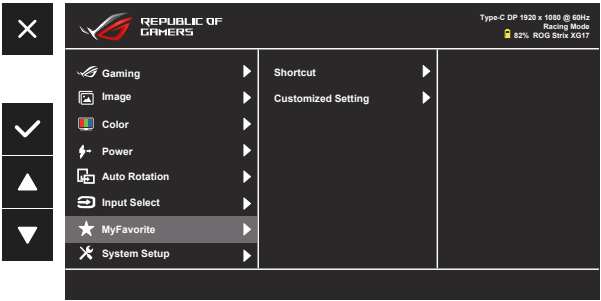 REPUBLIC OF
GAMERS
Type-C DP 1920 x 1080 @ 60Hz
Racing Mode
82% ROG Strix XG17
Gaming
Image
Color
Power
Auto Rotation
Input Select
MyFavorite
System Setup
Shortcut
Customized Setting